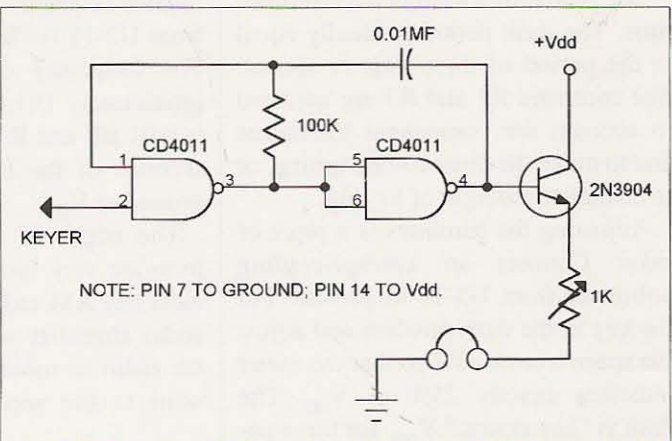 0.01MF
+Vdd
100K
CD4011
CD4011
1
2
3
5
6
4
2N3904
KEYER
NOTE: PIN 7 TO GROUND; PIN 14 TO Vdd.
1K